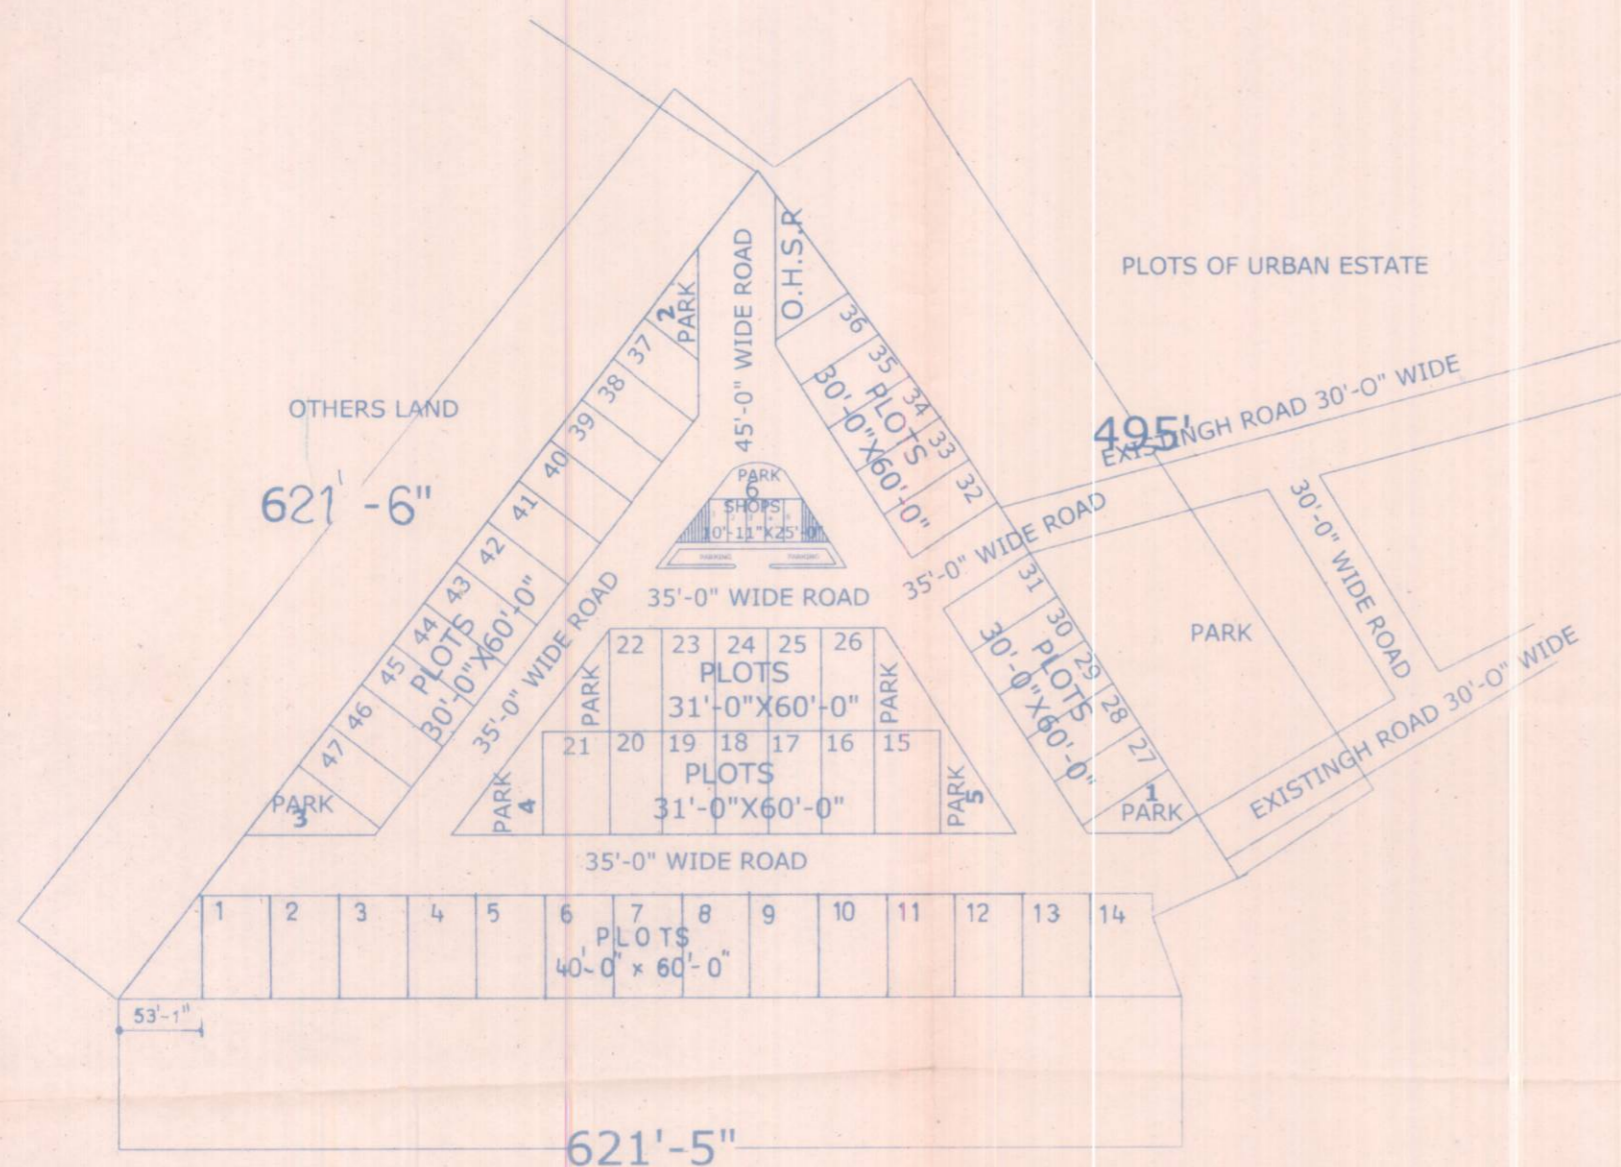 PLOTS OF URBAN ESTATE
OTHERS LAND
621'-6"
495'
EXISTINGH ROAD 30'-O" WIDE
30'-0" WIDE ROAD
PARK
EXISTINGH ROAD 30'-O" WIDE
O.H.S.R
45'-0" WIDE ROAD
2
PARK
37
38
39
40
41
42
43
44
45
46
47
PLOTS
30'-0"X60'-0"
PARK
3
35'-0" WIDE ROAD
36
35
34
33
32
PLOTS
30'-0"X60'-0"
35'-0" WIDE ROAD
31
30
29
28
27
PLOTS
30'-0"X60'-0"
1
PARK
PARK
6
SHOPS
10'-11"X25'-0"
PARKING
PARKING
35'-0" WIDE ROAD
22 23 24 25 26
PARK
PLOTS
31'-0"X60'-0"
PARK
21 20 19 18 17 16 15
PLOTS
31'-0"X60'-0"
PARK
4
PARK
5
35'-0" WIDE ROAD
1 2 3 4 5 6 7 8 9 10 11 12 13 14
PLOTS
40'-0" x 60'-0"
53'-1"
621'-5"